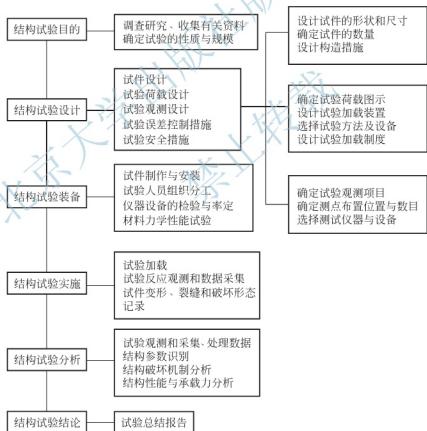 结构试验目的
调查研究、收集有关资料
确定试验的性质与规模
设计试件的形状和尺寸
确定试件的数量
设计构造措施
结构试验设计
试件设计
试验荷载设计
试验观测设计
试验误差控制措施
试验安全措施
确定试验荷载图示
设计试验加载装置
选择试验方法及设备
设计试验加载制度
结构试验装备
试件制作与安装
试验人员组织分工
仪器设备的检验与率定
材料力学性能试验
确定试验观测项目
确定测点布置位置与数目
选择测试仪器与设备
结构试验实施
试验加载
试验反应观测和数据采集
试件变形、裂缝和破坏形态
记录
结构试验分析
试验观测和采集、处理数据
结构参数识别
结构破坏机制分析
结构性能与承载力分析
结构试验结论
试验总结报告
北京大学出版社版权
禁止转载